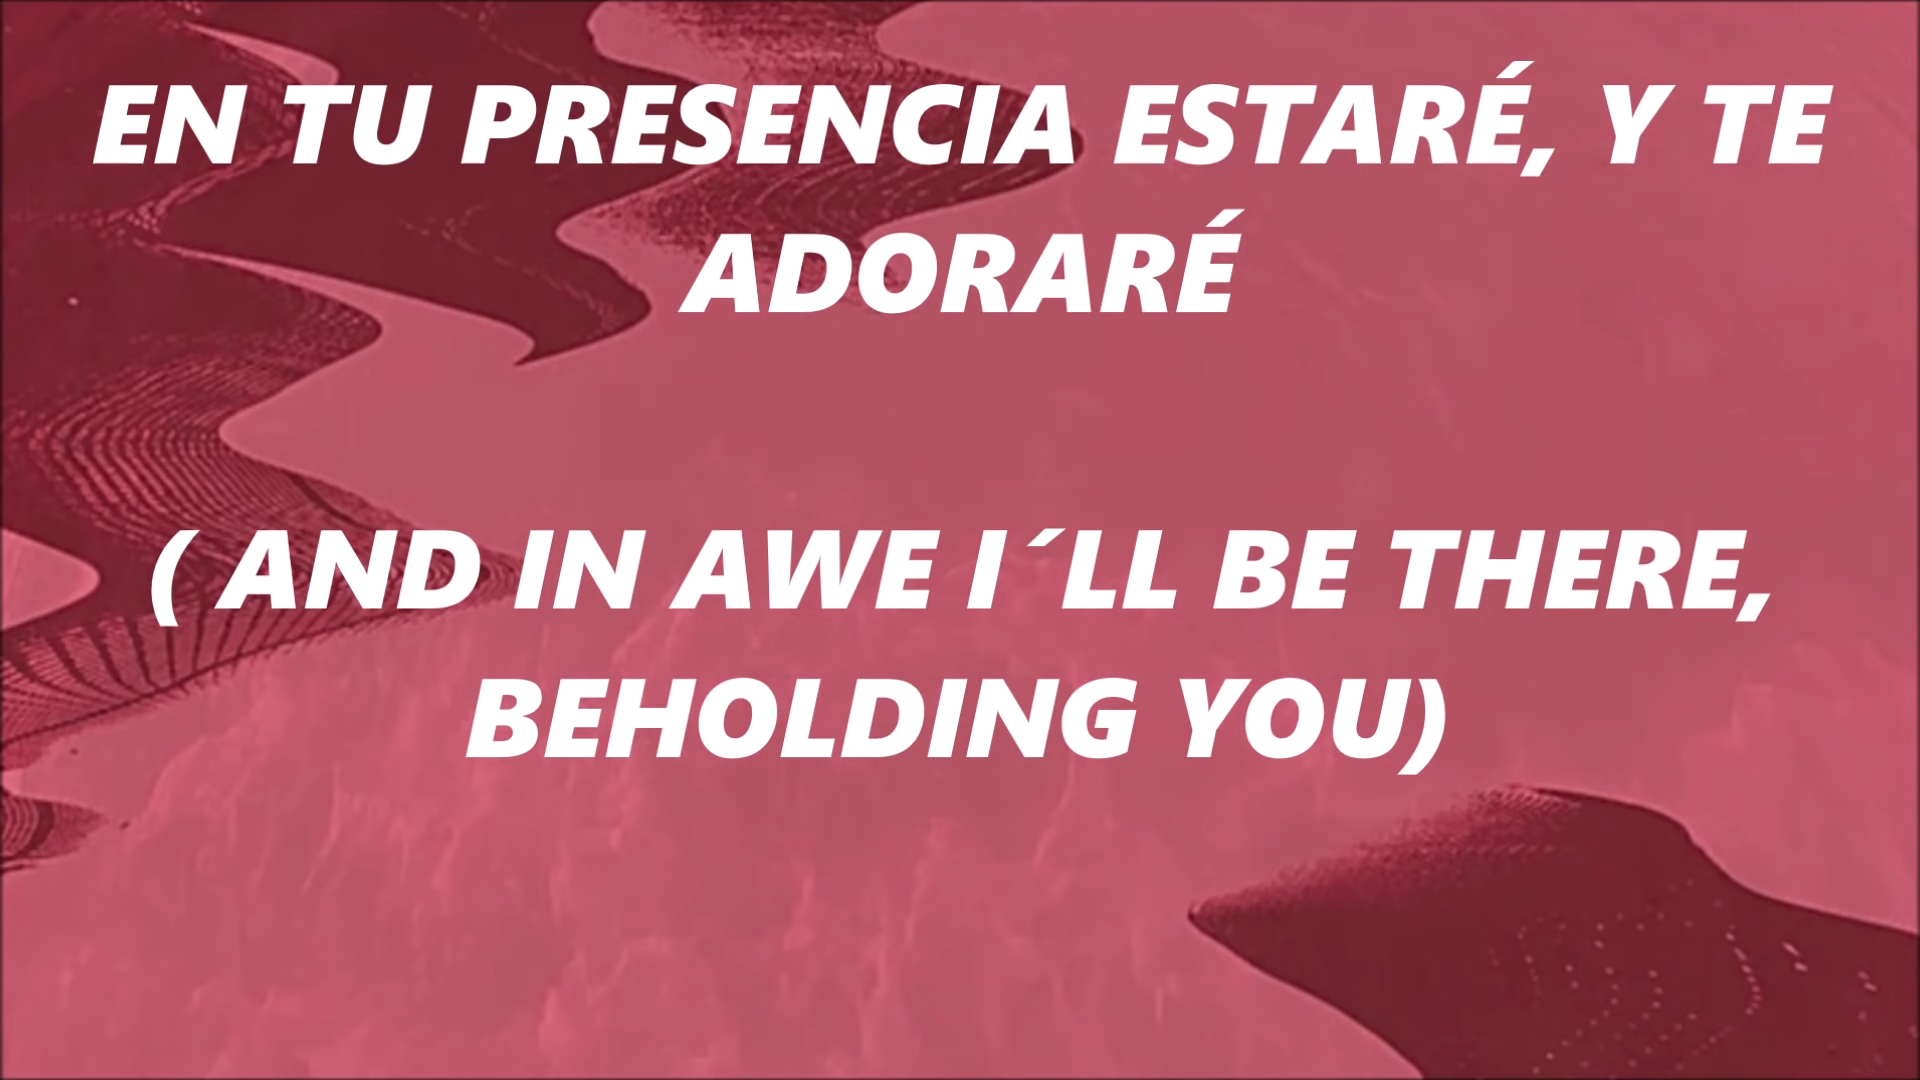 EN TU PRESENCIA ESTARÉ, Y TE
ADORARÉ
( AND IN AWE I´LL BE THERE,
BEHOLDING YOU)